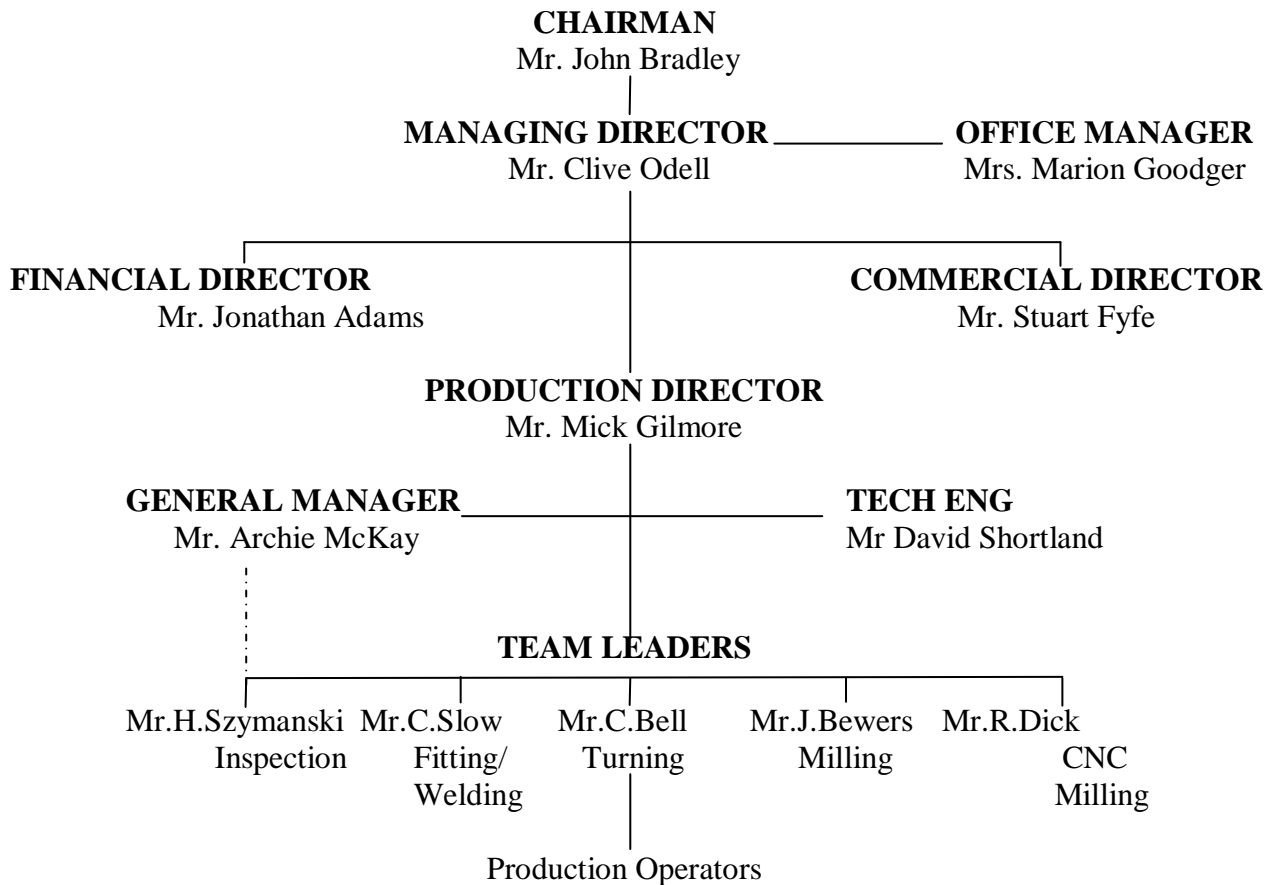 CHAIRMAN
Mr. John Bradley
MANAGING DIRECTOR
Mr. Clive Odell
OFFICE MANAGER
Mrs. Marion Goodger
FINANCIAL DIRECTOR
Mr. Jonathan Adams
COMMERCIAL DIRECTOR
Mr. Stuart Fyfe
PRODUCTION DIRECTOR
Mr. Mick Gilmore
GENERAL MANAGER
Mr. Archie McKay
TECH ENG
Mr David Shortland
TEAM LEADERS
Mr.H.Szymanski
Inspection
Mr.C.Slow
Fitting/
Welding
Mr.C.Bell
Turning
Mr.J.Bewers
Milling
Mr.R.Dick
CNC
Milling
Production Operators